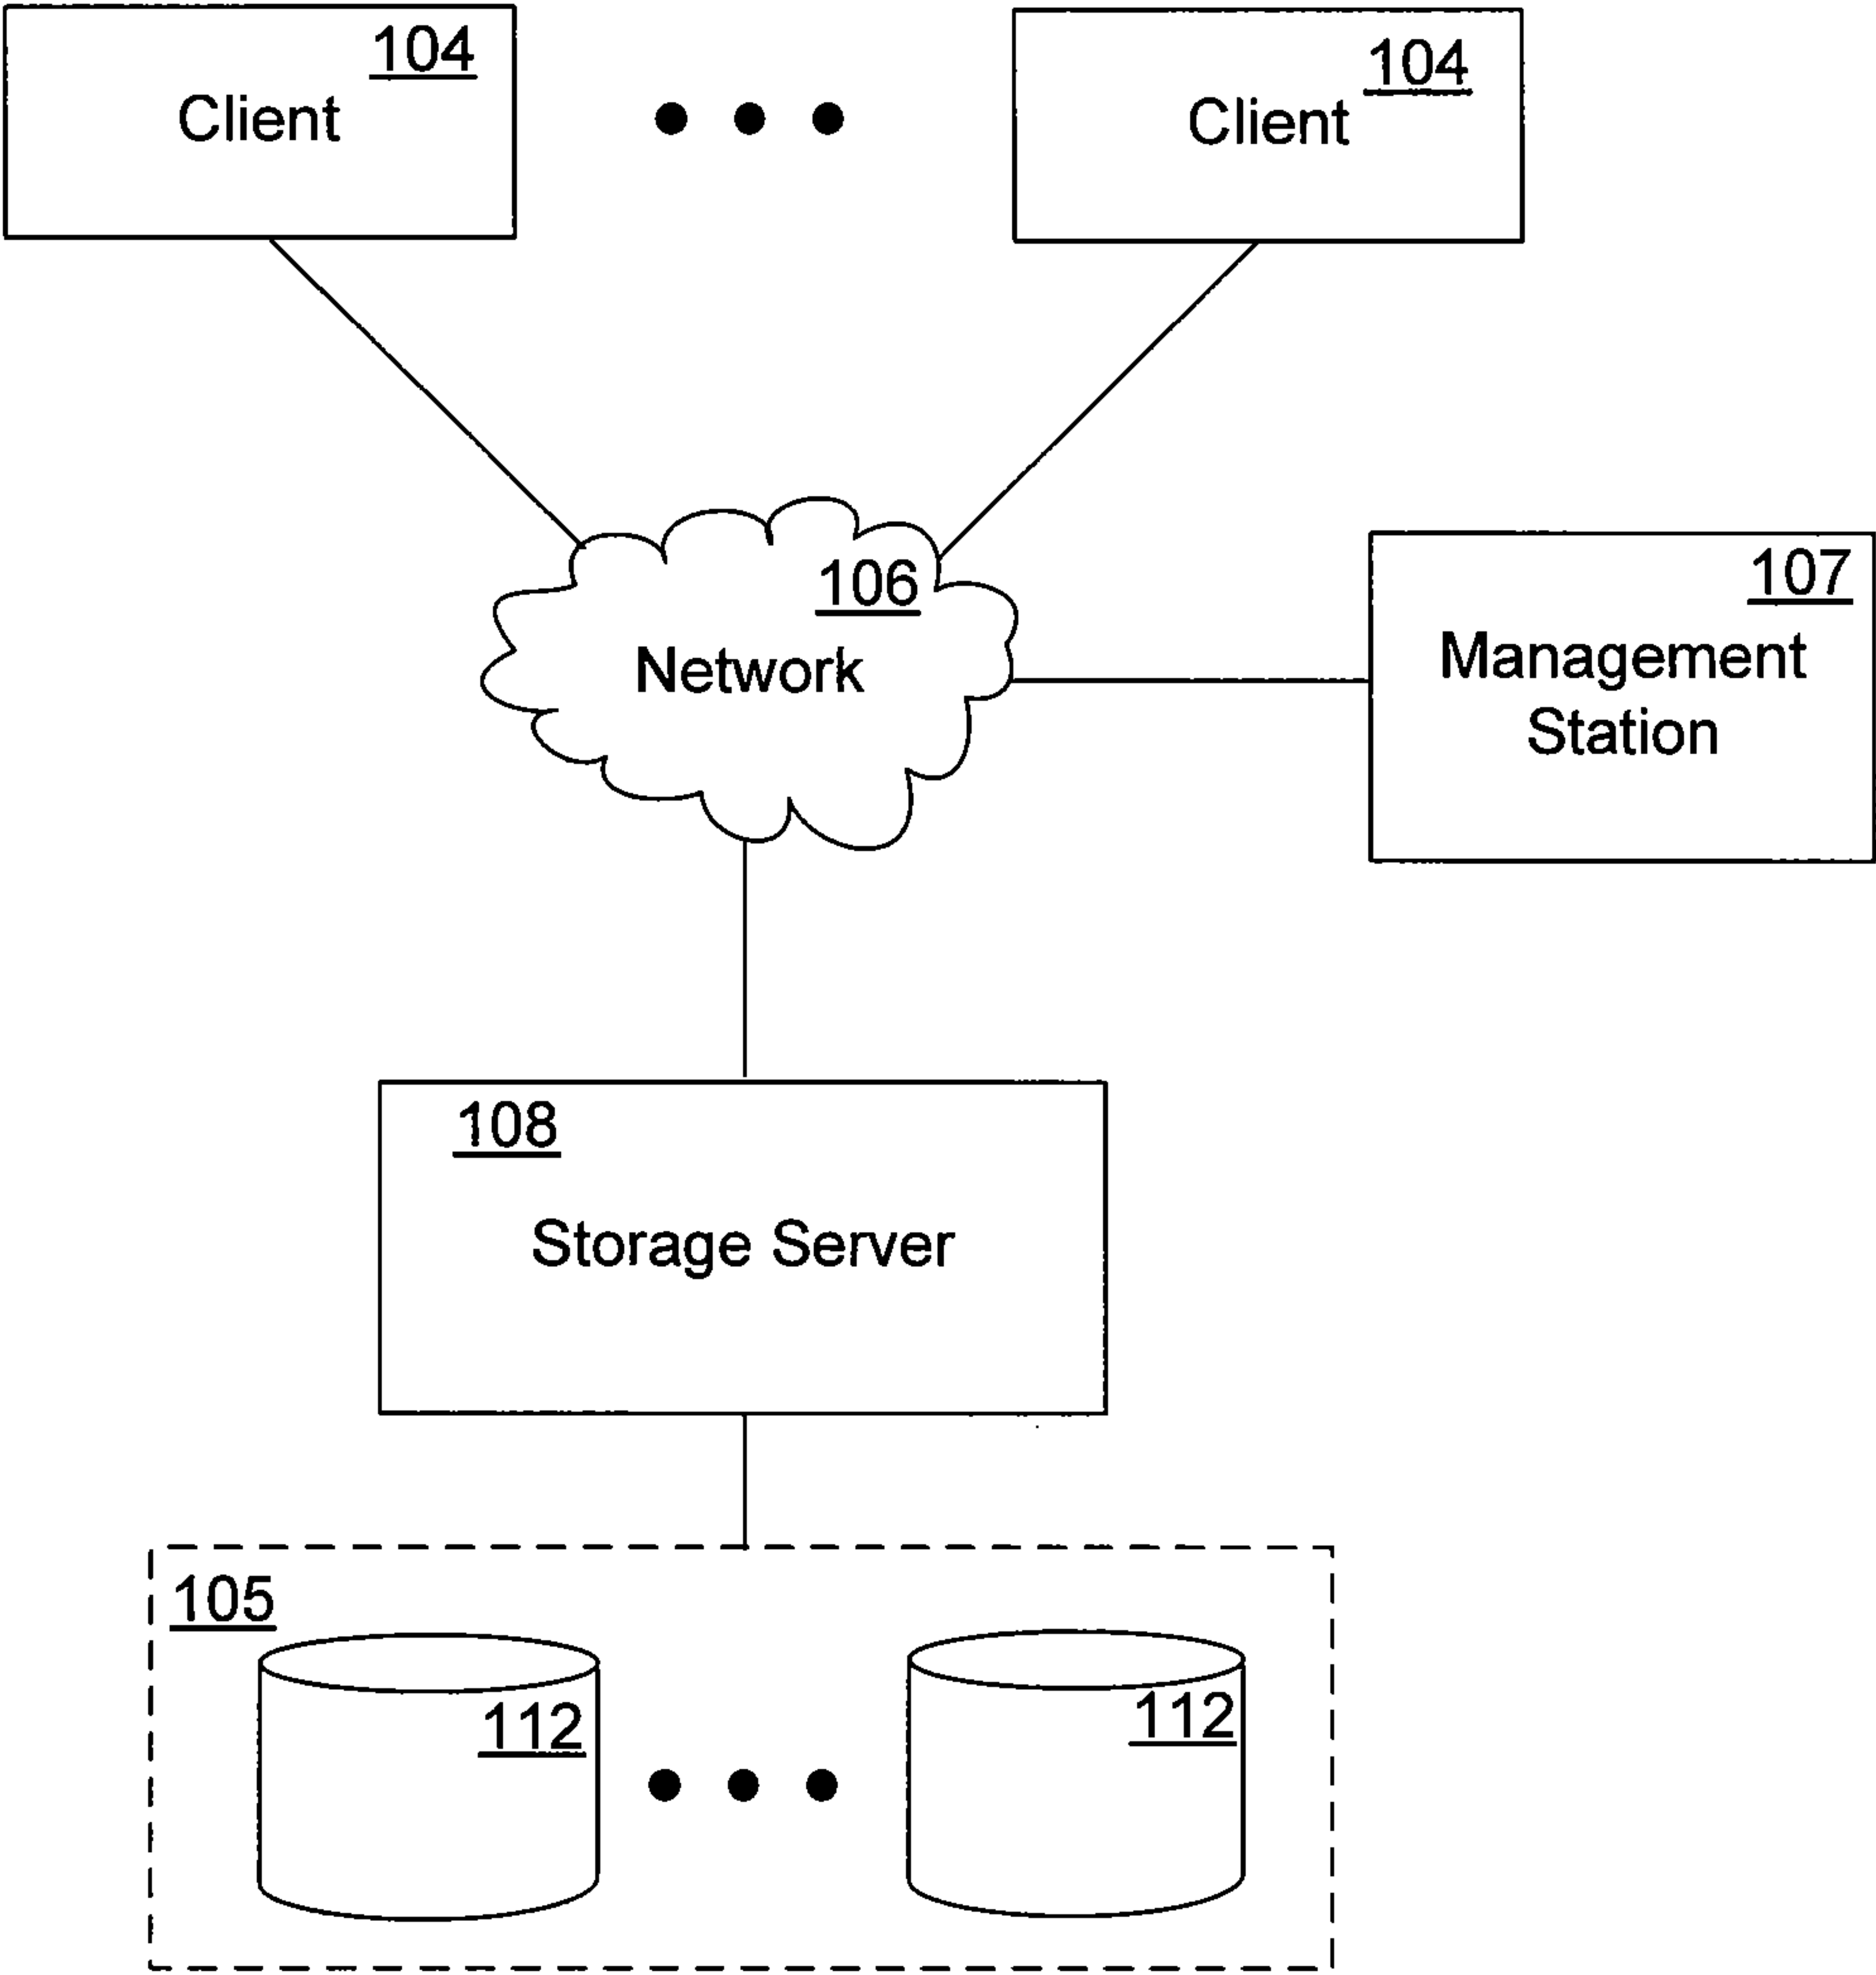 104
Client
104
Client
106
Network
107
Management
Station
108
Storage Server
105
112
112